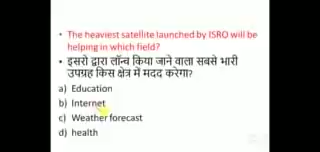 • The heaviest satellite launched by ISRO will be
helping in which field?
• इसरो द्वारा लॉन्च किया जाने वाला सबसे भारी
उपग्रह किस क्षेत्र में मदद करेगा?
a) Education
b) Internet
c) Weather forecast
d) health